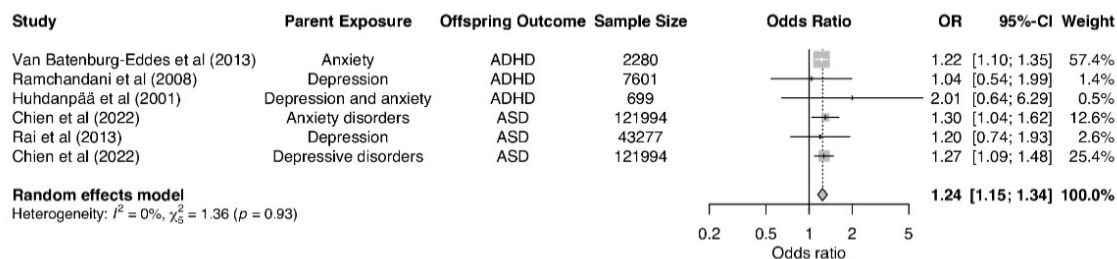 Study Parent Exposure Offspring Outcome Sample Size Odds Ratio OR 95%-CI Weight
Van Batenburg-Eddes et al (2013) Anxiety ADHD 2280 1.22 [1.10; 1.35] 57.4%
Ramchandani et al (2008) Depression ADHD 7601 1.04 [0.54; 1.99] 1.4%
Huhdanpää et al (2001) Depression and anxiety ADHD 699 2.01 [0.64; 6.29] 0.5%
Chien et al (2022) Anxiety disorders ASD 121994 1.30 [1.04; 1.62] 12.6%
Rai et al (2013) Depression ASD 43277 1.20 [0.74; 1.93] 2.6%
Chien et al (2022) Depressive disorders ASD 121994 1.27 [1.09; 1.48] 25.4%
Random effects model 1.24 [1.15; 1.34] 100.0%
Heterogeneity: I² = 0%, χ²₅ = 1.36 (p = 0.93)
0.2 0.5 1 2 5
Odds ratio